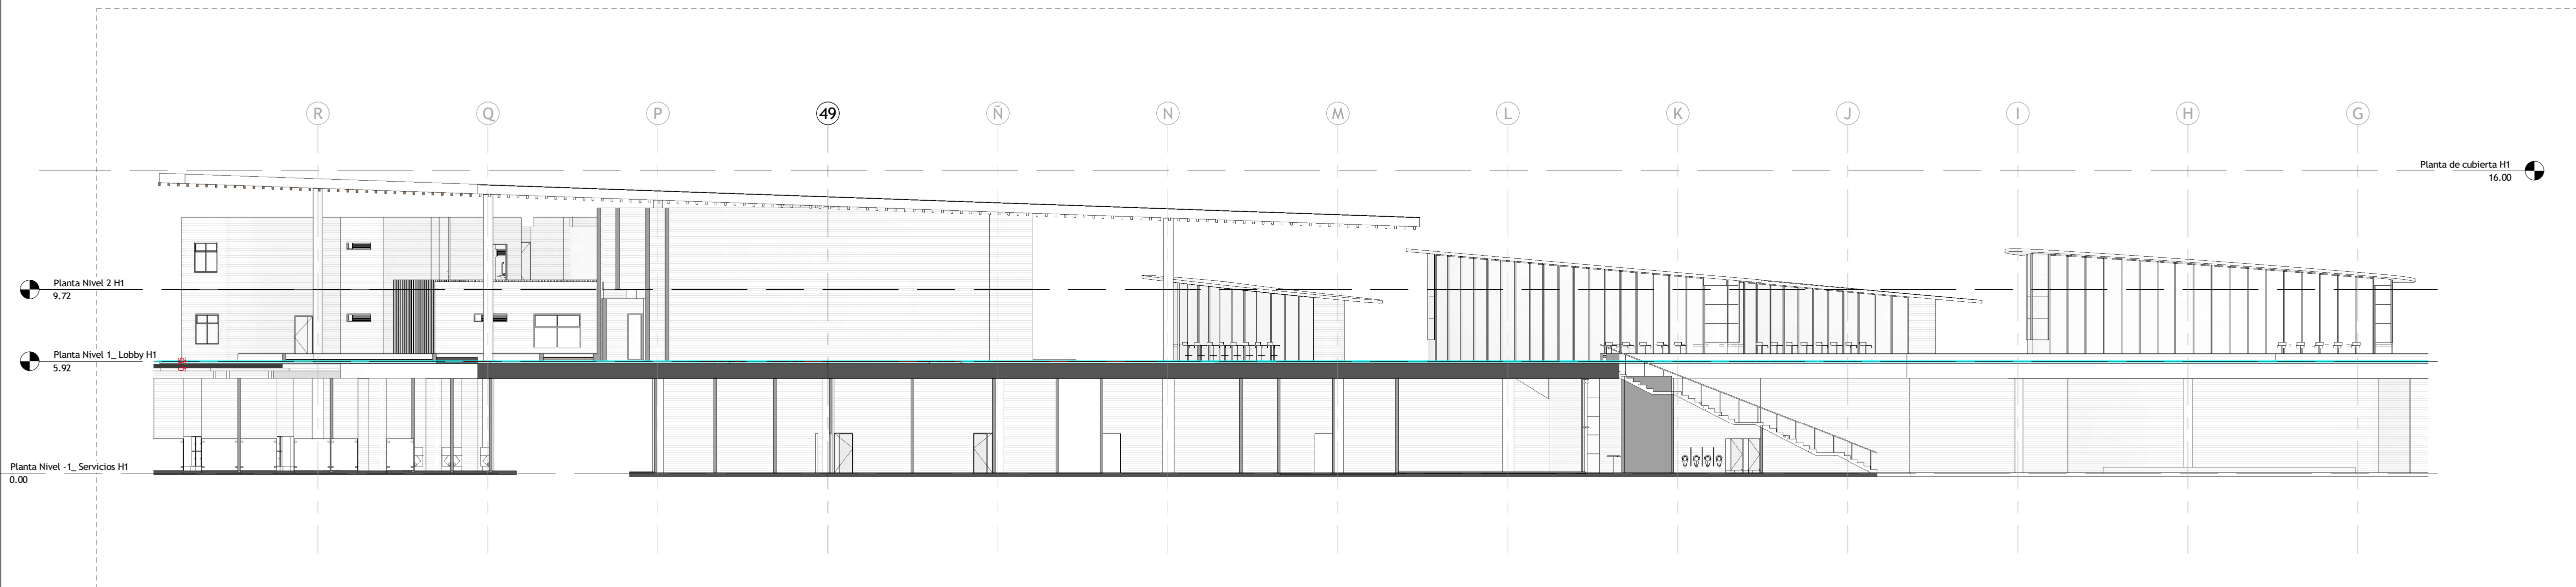 R Q P 49 Ñ N M L K J I H G
Planta de cubierta H1
16.00
Planta Nivel 2 H1
9.72
Planta Nivel 1_ Lobby H1
5.92
Planta Nivel -1_ Servicios H1
0.00